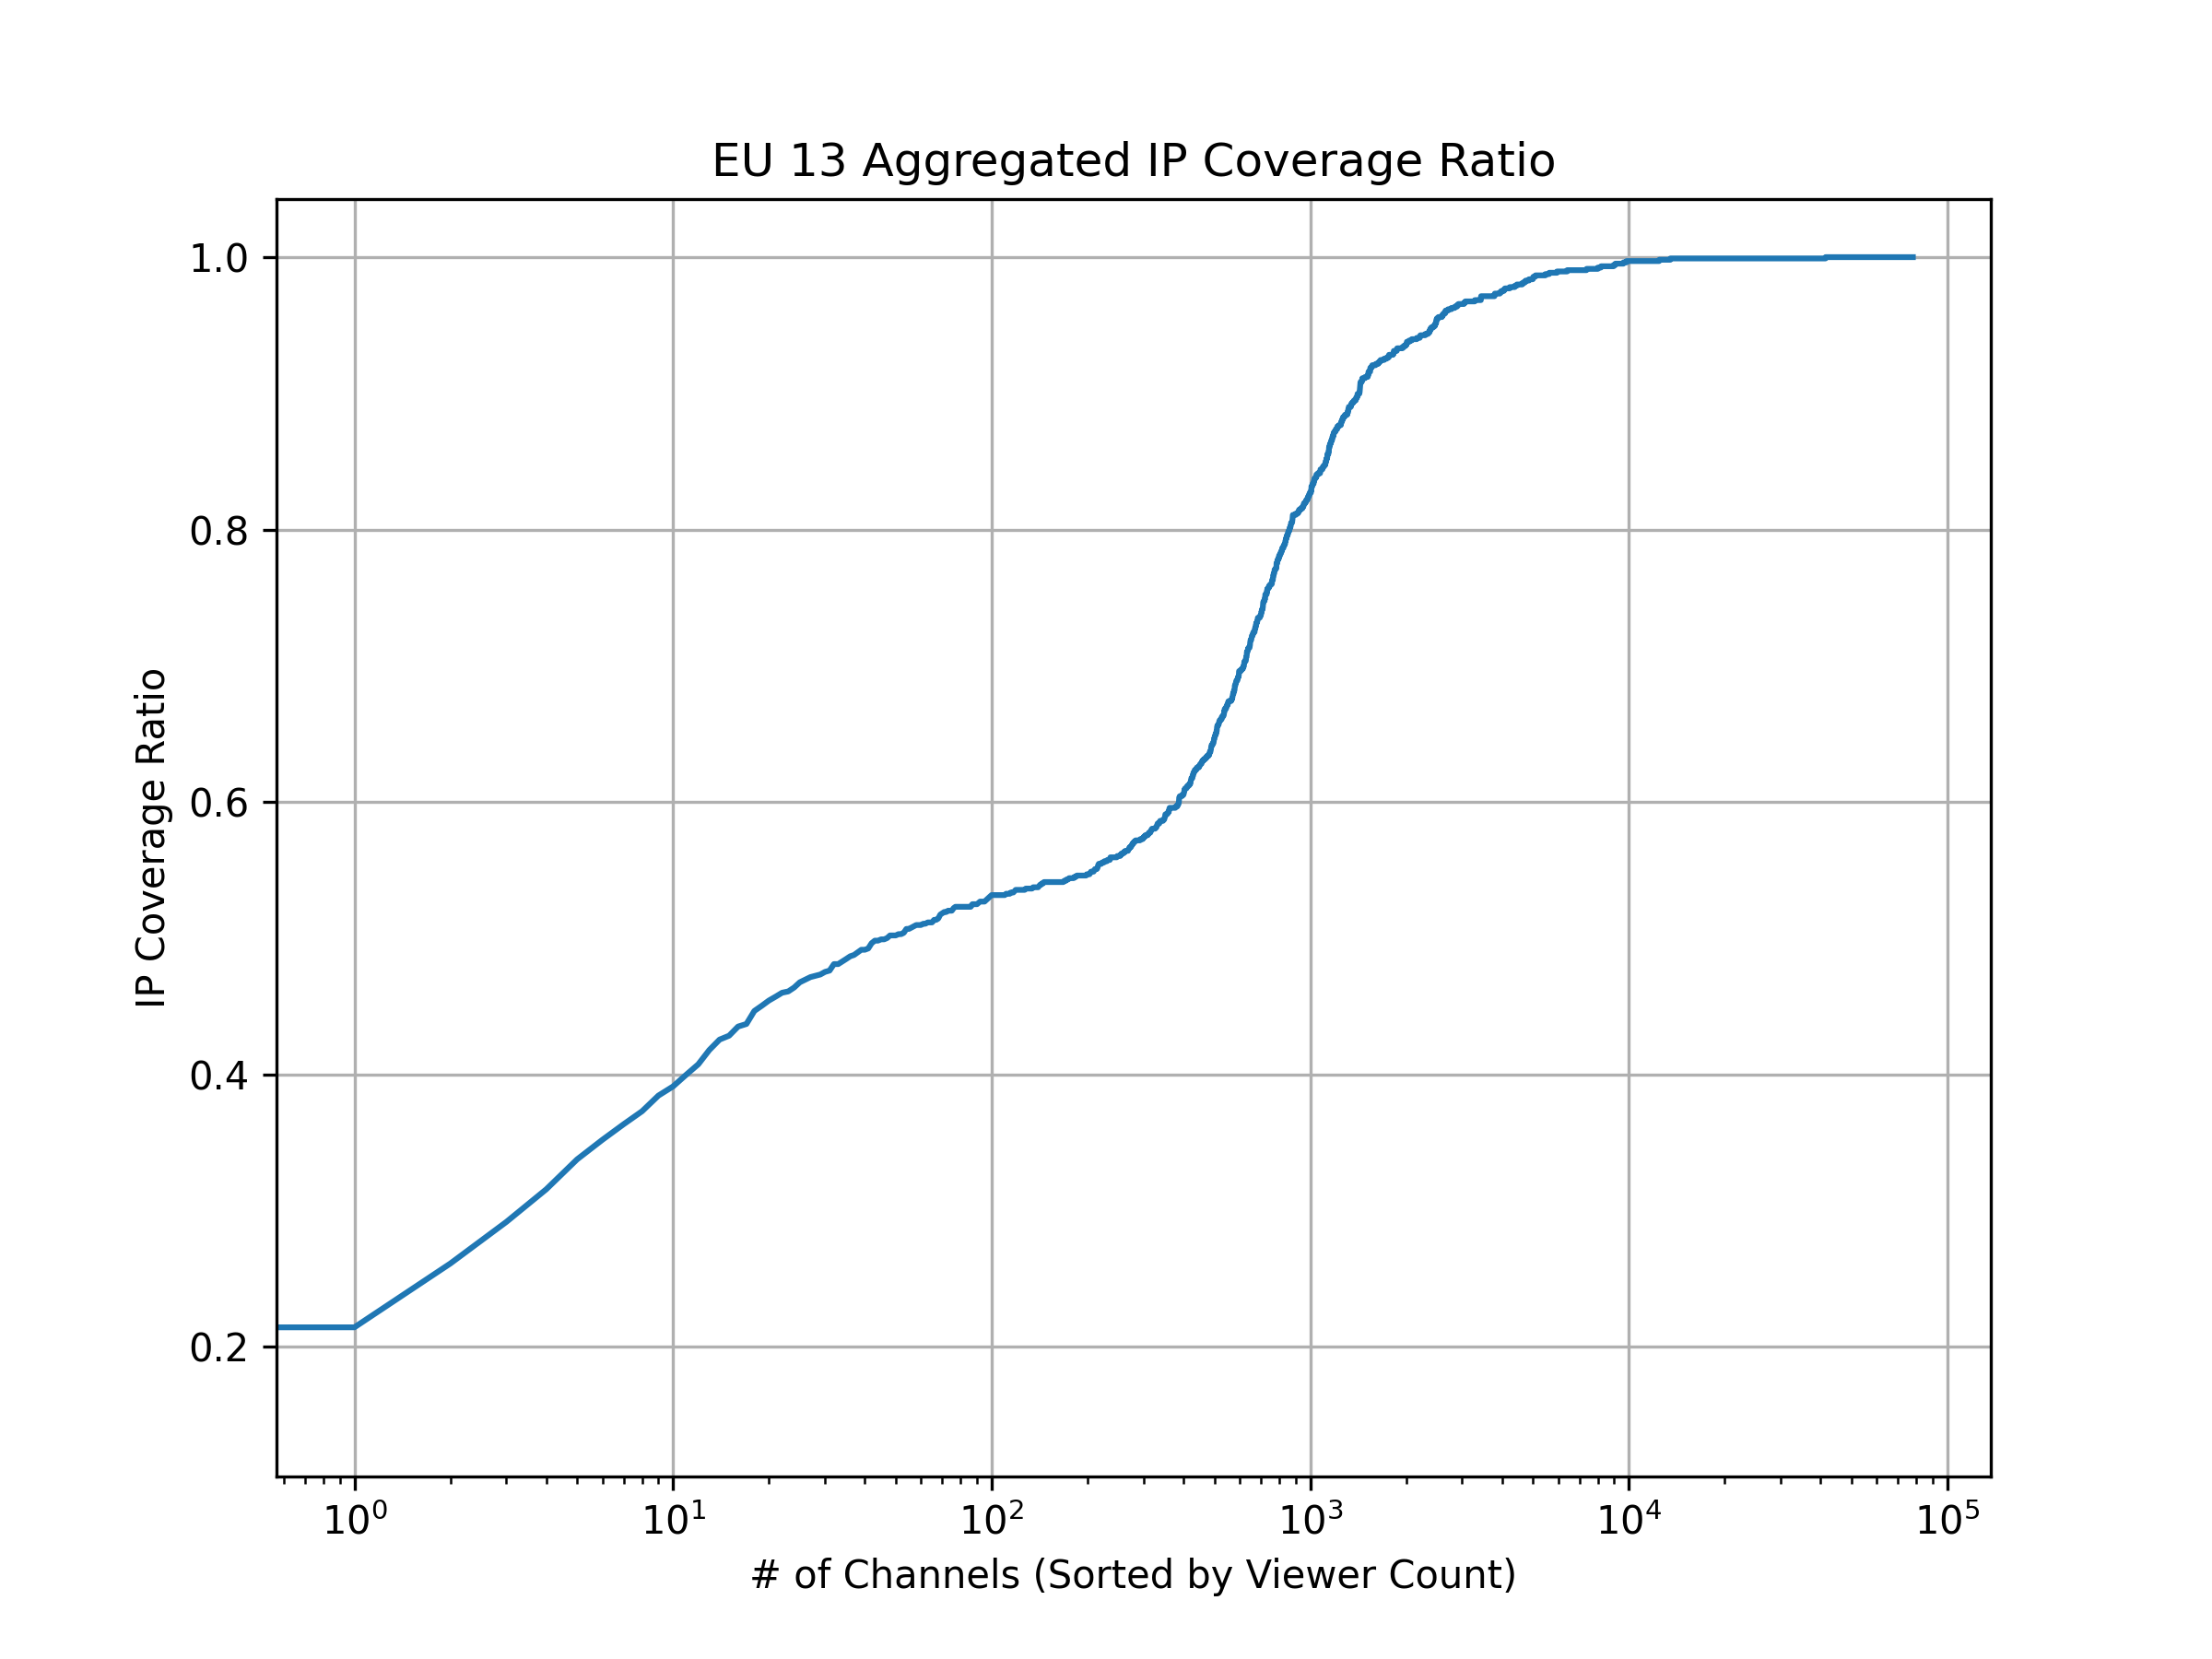 EU 13 Aggregated IP Coverage Ratio
1.0
0.8
0.6
0.4
0.2
IP Coverage Ratio
10⁰ 10¹ 10² 10³ 10⁴ 10⁵
# of Channels (Sorted by Viewer Count)